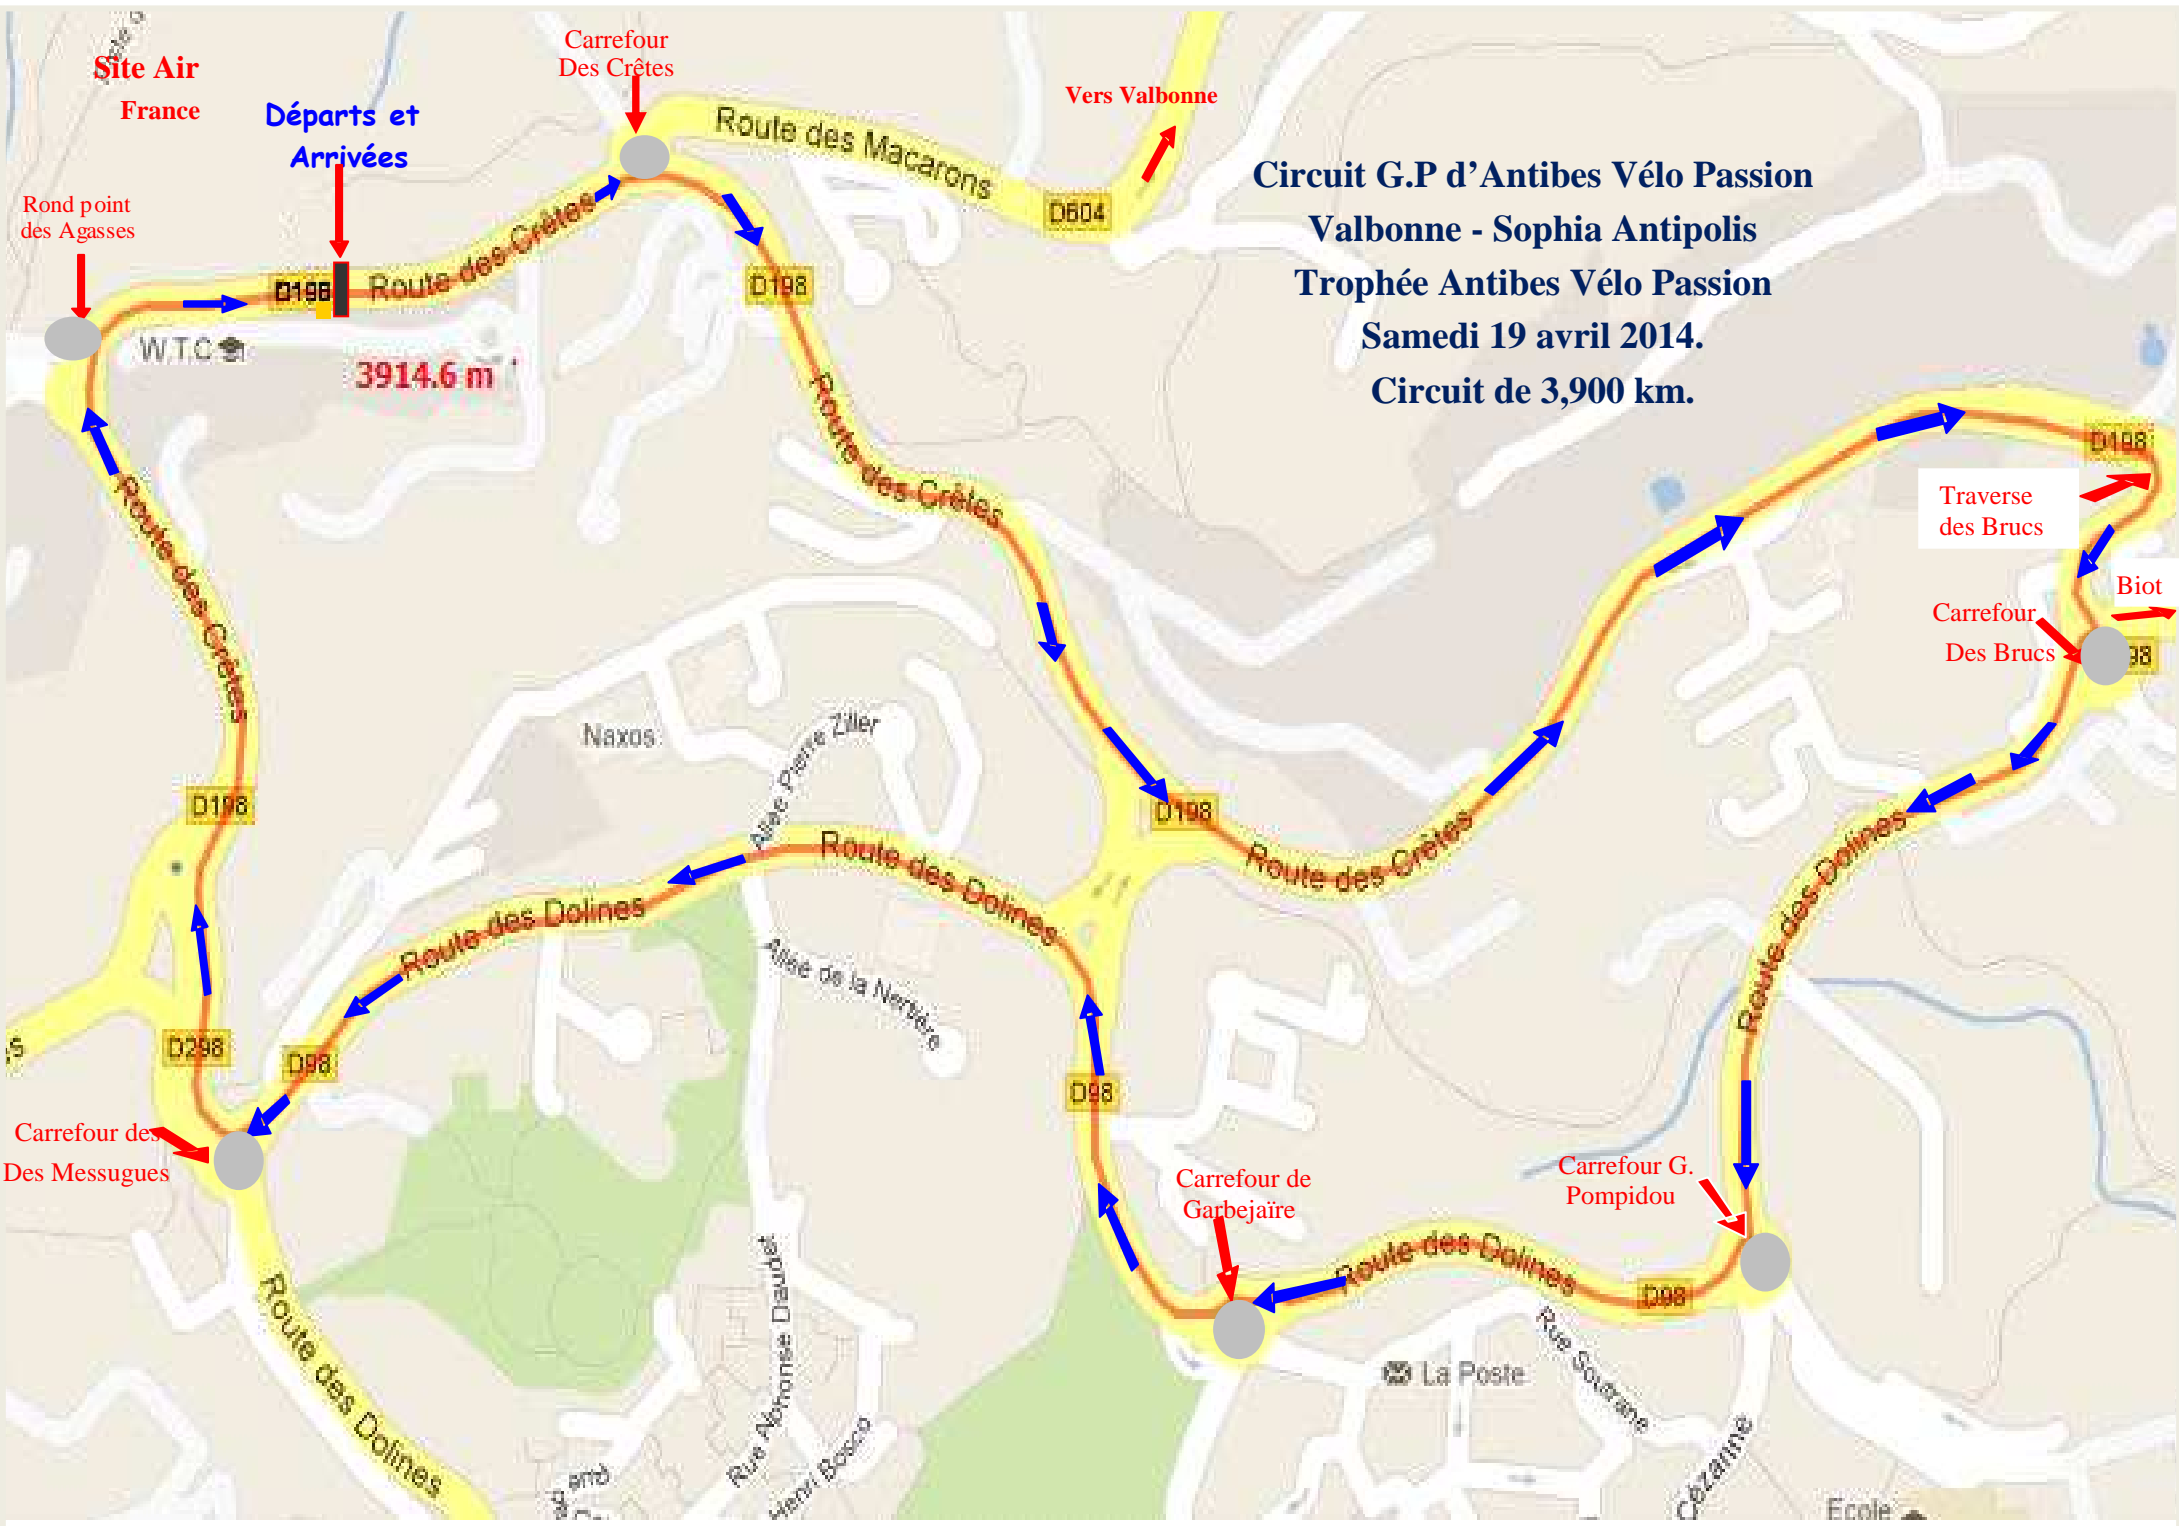 Site Air
France
Départs et
Arrivées
Carrefour
Des Crêtes
Vers Valbonne
Route des Macarons
D604
Circuit G.P d'Antibes Vélo Passion
Valbonne - Sophia Antipolis
Trophée Antibes Vélo Passion
Samedi 19 avril 2014.
Circuit de 3,900 km.
Rond point
des Agasses
D198
Route des Crêtes
D198
W.T.C
3914.6 m
Route des Crêtes
D198
Traverse
des Brucs
Biot
Carrefour
Des Brucs
98
Route des Crêtes
Naxos
Allée Pierre Ziller
D198
D198
Route des Crêtes
Route des Dolines
Route des Dolines
Route des Dolines
Allée de la Nertière
D298
D98
D98
Carrefour des
Des Messugues
Carrefour de
Garbejaïre
Carrefour G.
Pompidou
Route des Dolines
D98
Route des Dolines
Rue Alphonse Daudet
Henri Bosco
La Poste
Rue Soutrane
Cézanne
Ecole